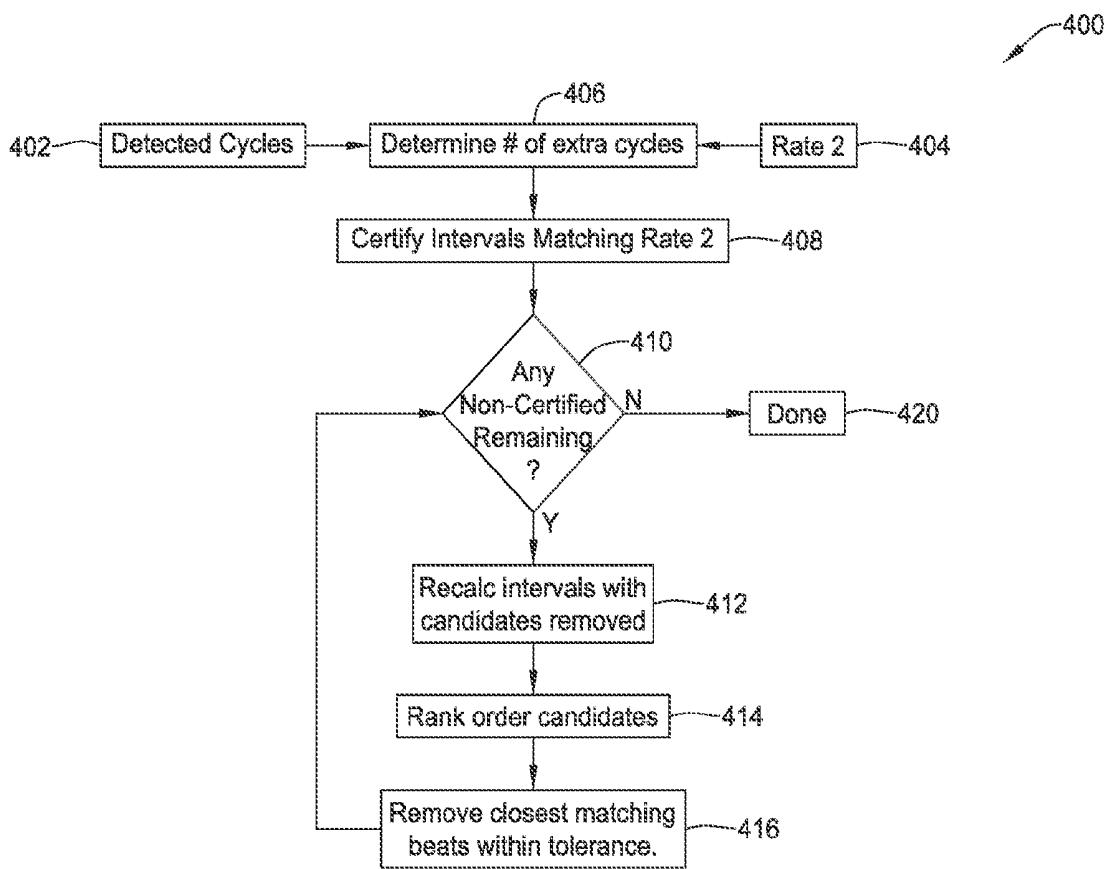 400
406
402
Detected Cycles
Determine # of extra cycles
Rate 2
404
Certify Intervals Matching Rate 2
408
410
Any
Non-Certified
Remaining
?
N
Done
420
Y
Recalc intervals with
candidates removed
412
Rank order candidates
414
Remove closest matching
beats within tolerance.
416